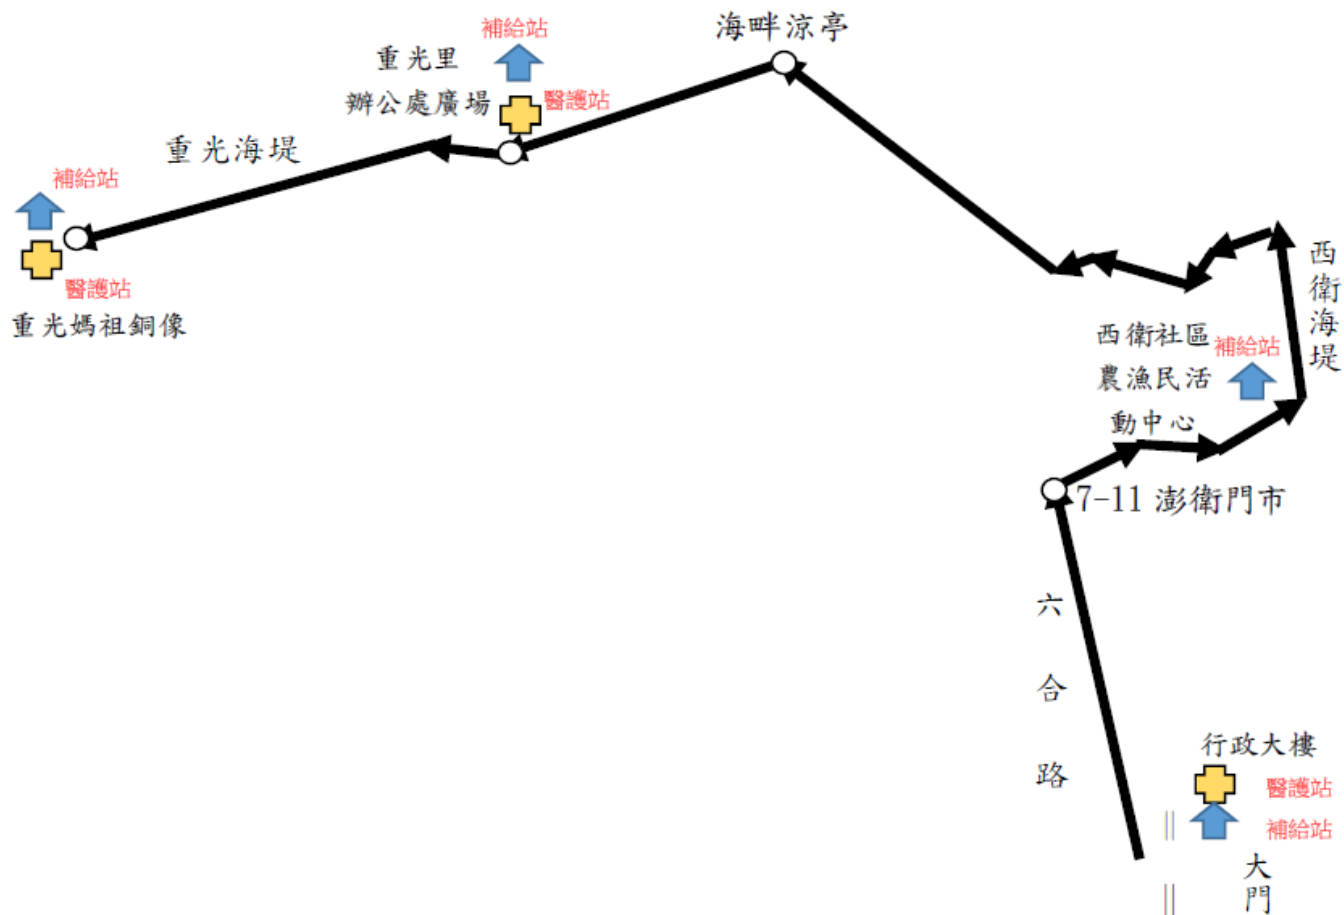 補給站
海畔涼亭
重光里
辦公處廣場
醫護站
重光海堤
補給站
醫護站
重光媽祖銅像
西衛海堤
西衛社區
農漁民活
動中心
補給站
7-11 澎衛門市
六合路
行政大樓
醫護站
補給站
大門